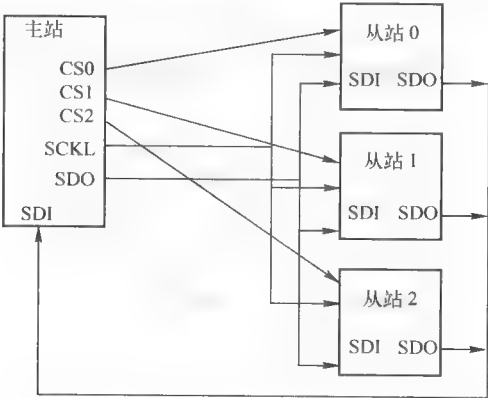 主站
CS0
CS1
CS2
SCKL
SDO
SDI
从站 0
SDI SDO
从站 1
SDI SDO
从站 2
SDI SDO